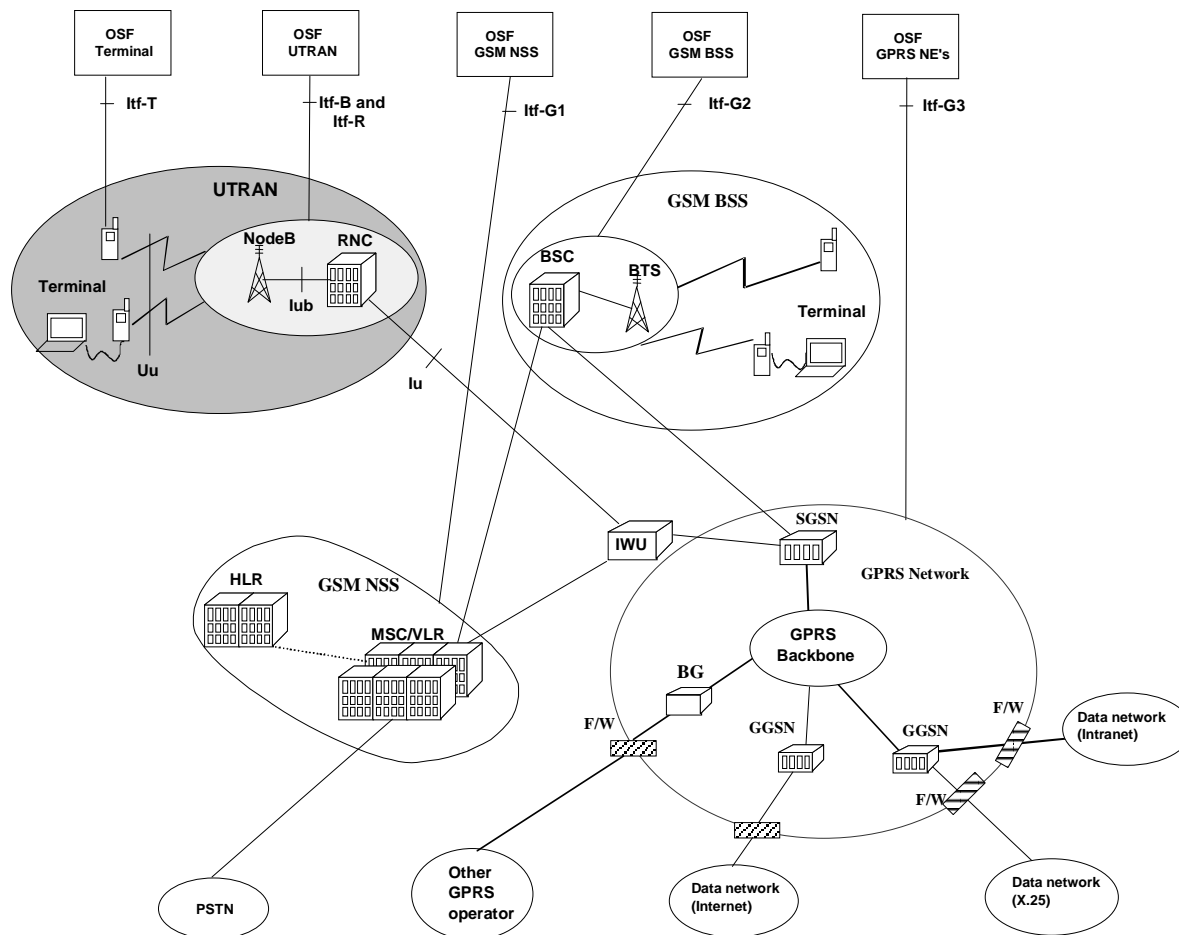 OSF
Terminal
OSF
UTRAN
OSF
GSM NSS
OSF
GSM BSS
OSF
GPRS NE's
Itf-T
Itf-B and
Itf-R
Itf-G1
Itf-G2
Itf-G3
UTRAN
GSM BSS
NodeB
RNC
BSC
BTS
Terminal
Iub
Terminal
Uu
Iu
SGSN
IWU
GPRS Network
HLR
GSM NSS
MSC/VLR
GPRS
Backbone
BG
F/W
GGSN
GGSN
F/W
Data network
(Intranet)
F/W
Other
GPRS
operator
PSTN
Data network
(Internet)
Data network
(X.25)